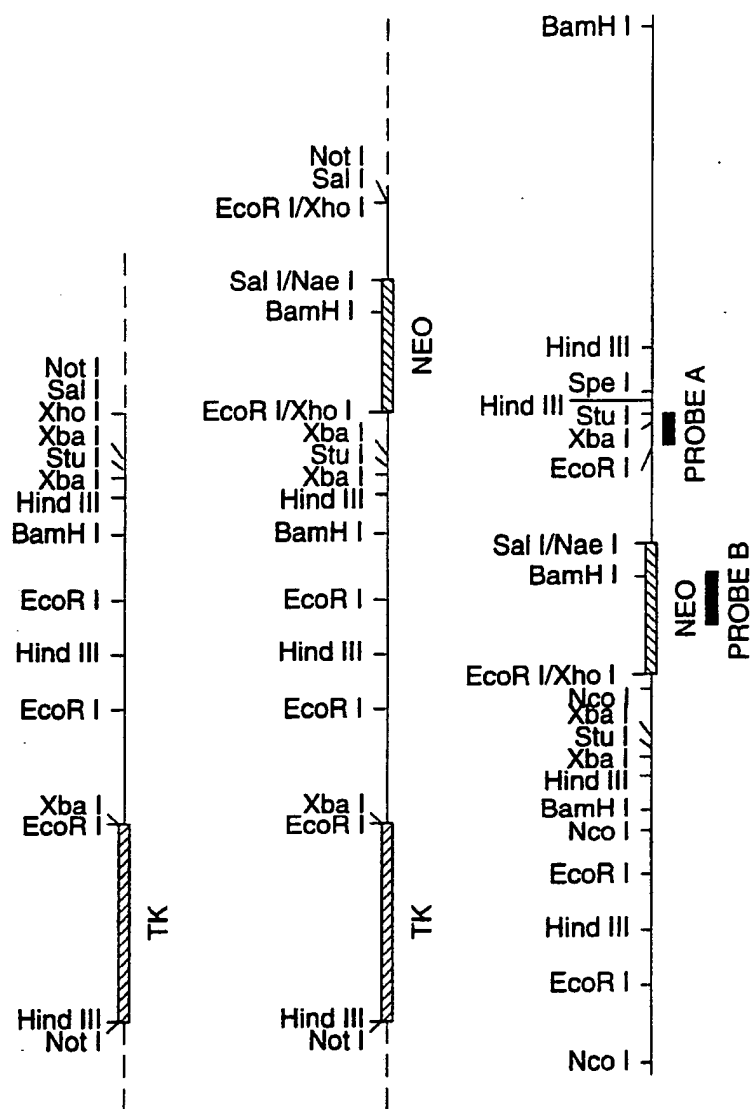 Not I
Sal I
Xho I
Xba I
Stu I
Xba I
Hind III
BamH I
EcoR I
Hind III
EcoR I
Xba I
EcoR I
TK
Hind III
Not I
Not I
Sal I
EcoR I/Xho I
Sal I/Nae I
BamH I
NEO
EcoR I/Xho I
Xba I
Stu I
Xba I
Hind III
BamH I
EcoR I
Hind III
EcoR I
Xba I
EcoR I
TK
Hind III
Not I
BamH I
Hind III
Spe I
Hind III
Stu I
Xba I
EcoR I
PROBE A
Sal I/Nae I
BamH I
NEO
PROBE B
EcoR I/Xho I
Nco I
Xba I
Stu I
Xba I
Hind III
BamH I
Nco I
EcoR I
Hind III
EcoR I
Nco I